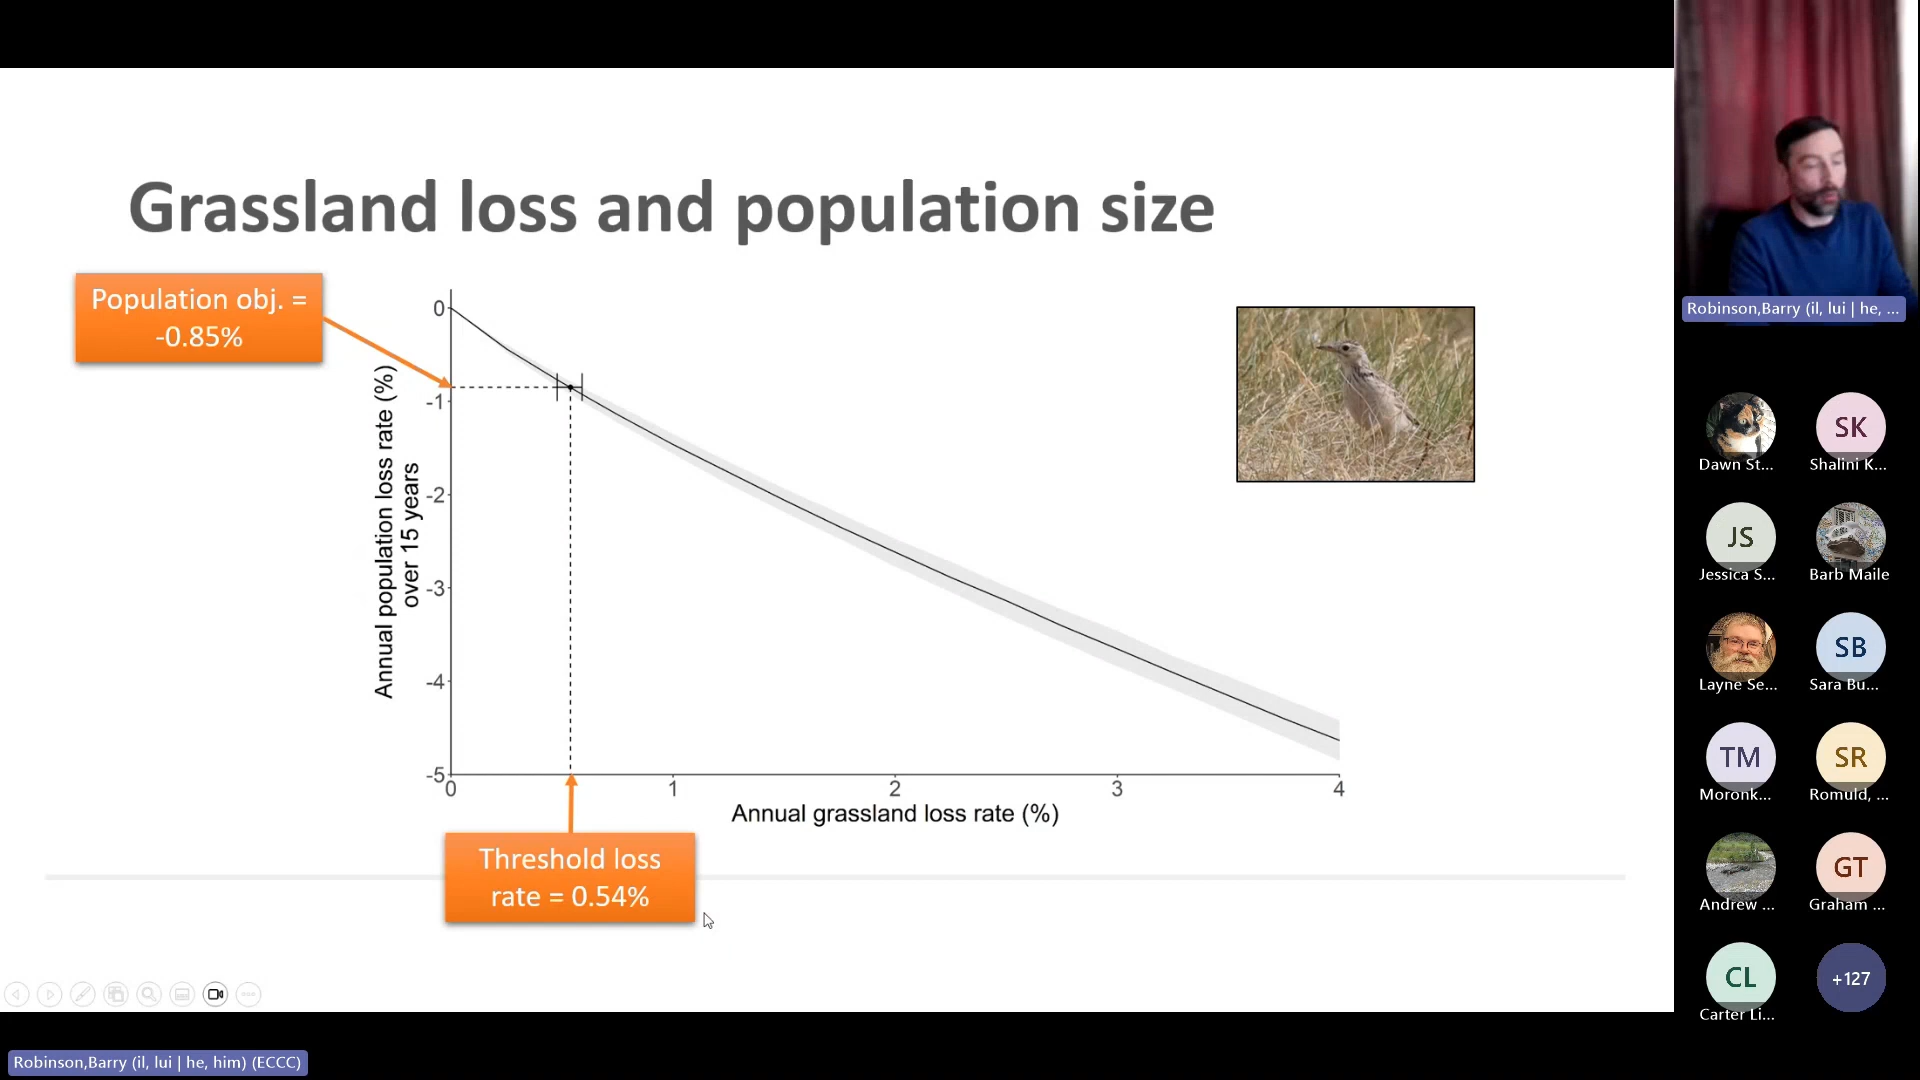 Grassland loss and population size
Population obj. =
-0.85%
Annual population loss rate (%)
over 15 years
0
-1
-2
-3
-4
-5
0
1
2
3
4
Annual grassland loss rate (%)
Threshold loss
rate = 0.54%
Robinson,Barry (il, lui | he, ...
Dawn St...
SK
Shalini K...
JS
Jessica S...
Barb Maile
Layne Se...
SB
Sara Bu...
TM
Moronk...
SR
Romuld, ...
Andrew ...
GT
Graham ...
CL
Carter Li...
+127
Robinson,Barry (il, lui | he, him) (ECCC)